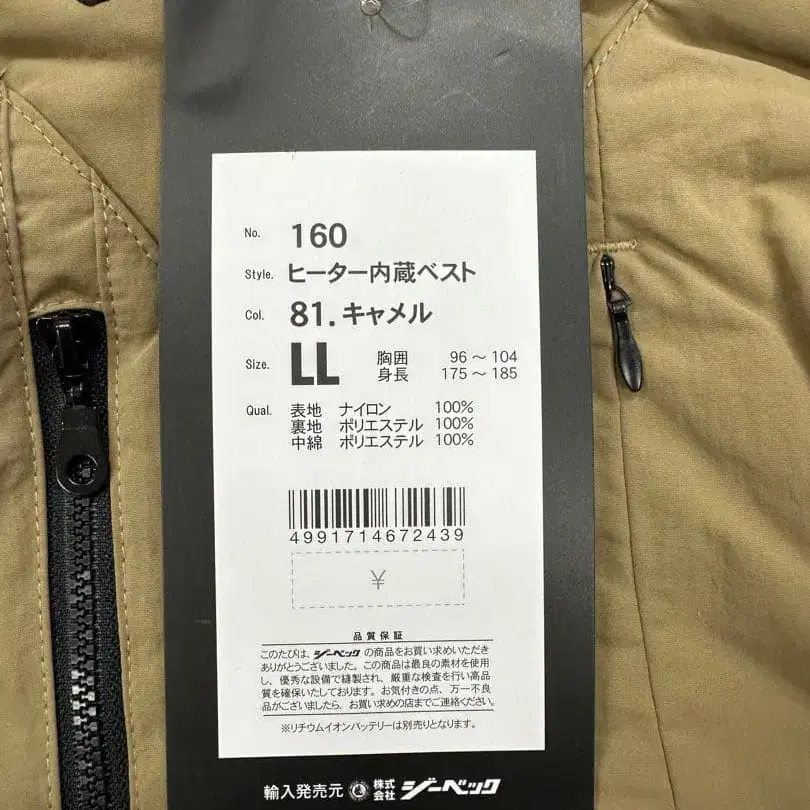 No. 160
Style. ヒーター内蔵ベスト
Col. 81.キャメル
Size. LL 胸囲 96～104
身長 175～185
Qual. 表地 ナイロン 100%
裏地 ポリエステル 100%
中綿 ポリエステル 100%
4991714672439
¥
品質保証
このたびは、ジーベックの商品をお買い求めいただき
ありがとうございました。この商品は最良の素材を使用
し、優秀な設備で縫製され、厳重な検査を行い高品
質を確保いたしております。お気付きの点、万一不良
品がございましたら、お買い求めの店までご連絡ください。
※リチウムイオンバッテリーは別売りとなります。
輸入発売元 株式会社 ジーベック